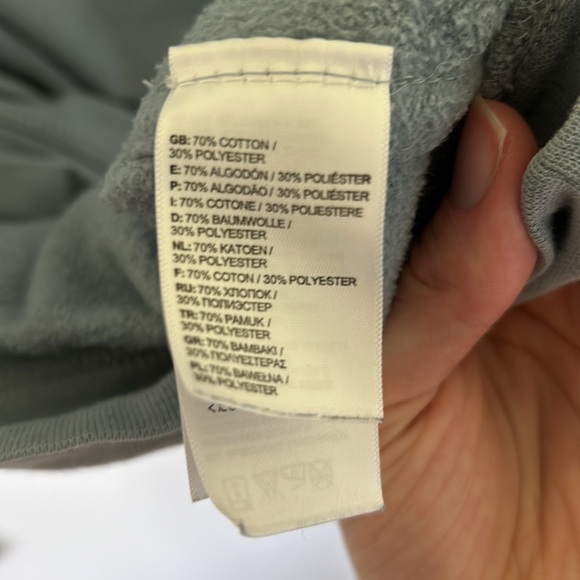 GB: 70% COTTON /
30% POLYESTER
E: 70% ALGODÓN / 30% POLIÉSTER
P: 70% ALGODÃO / 30% POLIÉSTER
I: 70% COTONE / 30% POLIESTERE
D: 70% BAUMWOLLE /
30% POLYESTER
NL: 70% KATOEN /
30% POLYESTER
F: 70% COTON / 30% POLYESTER
RU: 70% ХЛОПОК /
30% ПОЛИЭСТЕР
TR: 70% PAMUK /
30% POLYESTER
GR: 70% ΒΑΜΒΑΚΙ /
30% ΠΟΛΥΕΣΤΕΡΑΣ
PL: 70% BAWEŁNA /
30% POLYESTER